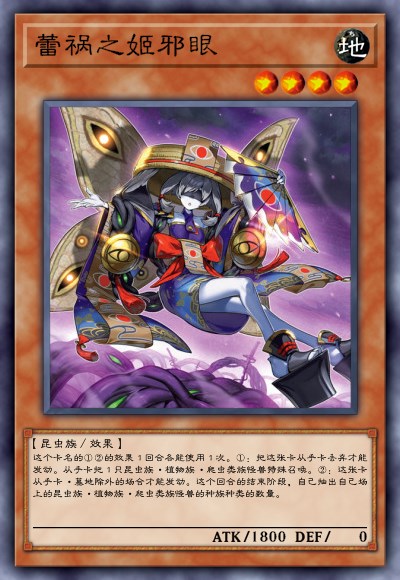 蕾祸之姬邪眼
地
【昆虫族／效果】
这个卡名的①②的效果1回合各能使用1次。①：把这张卡从手卡丢弃才能
发动。从手卡把1只昆虫族·植物族·爬虫类族怪兽特殊召唤。②：这张卡
从手卡·墓地除外的场合才能发动。这个回合的结束阶段，自己抽出自己场
上的昆虫族·植物族·爬虫类族怪兽的种族种类的数量。
ATK/1800 DEF/ 0